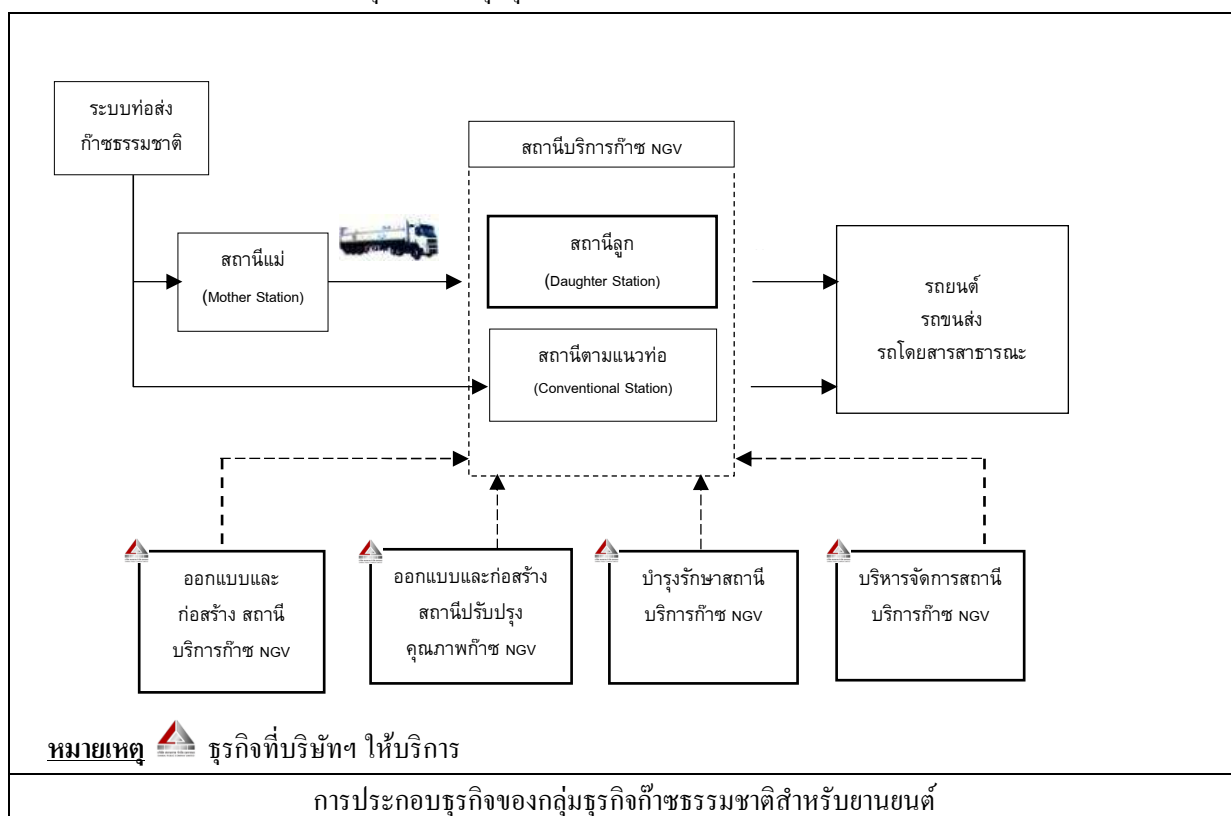 ระบบท่อส่ง
ก๊าซธรรมชาติ
สถานีบริการก๊าซ NGV
สถานีแม่
(Mother Station)
สถานีลูก
(Daughter Station)
รถยนต์
รถขนส่ง
รถโดยสารสาธารณะ
สถานีตามแนวท่อ
(Conventional Station)
ออกแบบและ
ก่อสร้าง สถานี
บริการก๊าซ NGV
ออกแบบและก่อสร้าง
สถานีปรับปรุง
คุณภาพก๊าซ NGV
บำรุงรักษาสถานี
บริการก๊าซ NGV
บริหารจัดการสถานี
บริการก๊าซ NGV
หมายเหตุ ธุรกิจที่บริษัทฯ ให้บริการ
การประกอบธุรกิจของกลุ่มธุรกิจก๊าซธรรมชาติสำหรับยานยนต์